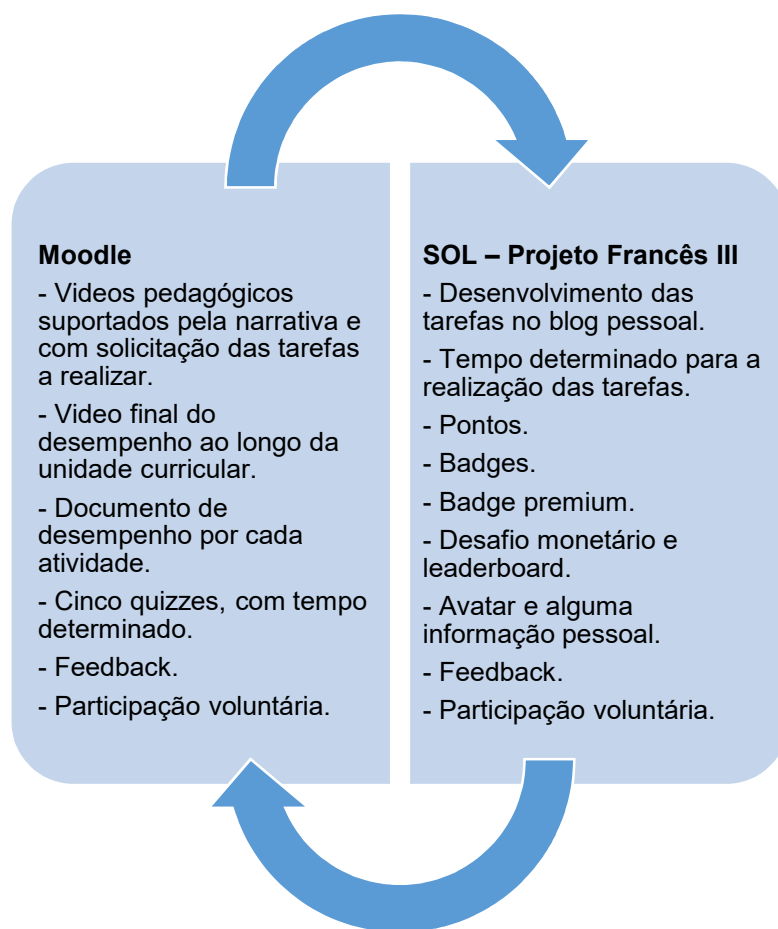 Moodle
- Videos pedagógicos
suportados pela narrativa e
com solicitação das tarefas
a realizar.
- Video final do
desempenho ao longo da
unidade curricular.
- Documento de
desempenho por cada
atividade.
- Cinco quizzes, com tempo
determinado.
- Feedback.
- Participação voluntária.
SOL – Projeto Francês III
- Desenvolvimento das
tarefas no blog pessoal.
- Tempo determinado para a
realização das tarefas.
- Pontos.
- Badges.
- Badge premium.
- Desafio monetário e
leaderboard.
- Avatar e alguma
informação pessoal.
- Feedback.
- Participação voluntária.